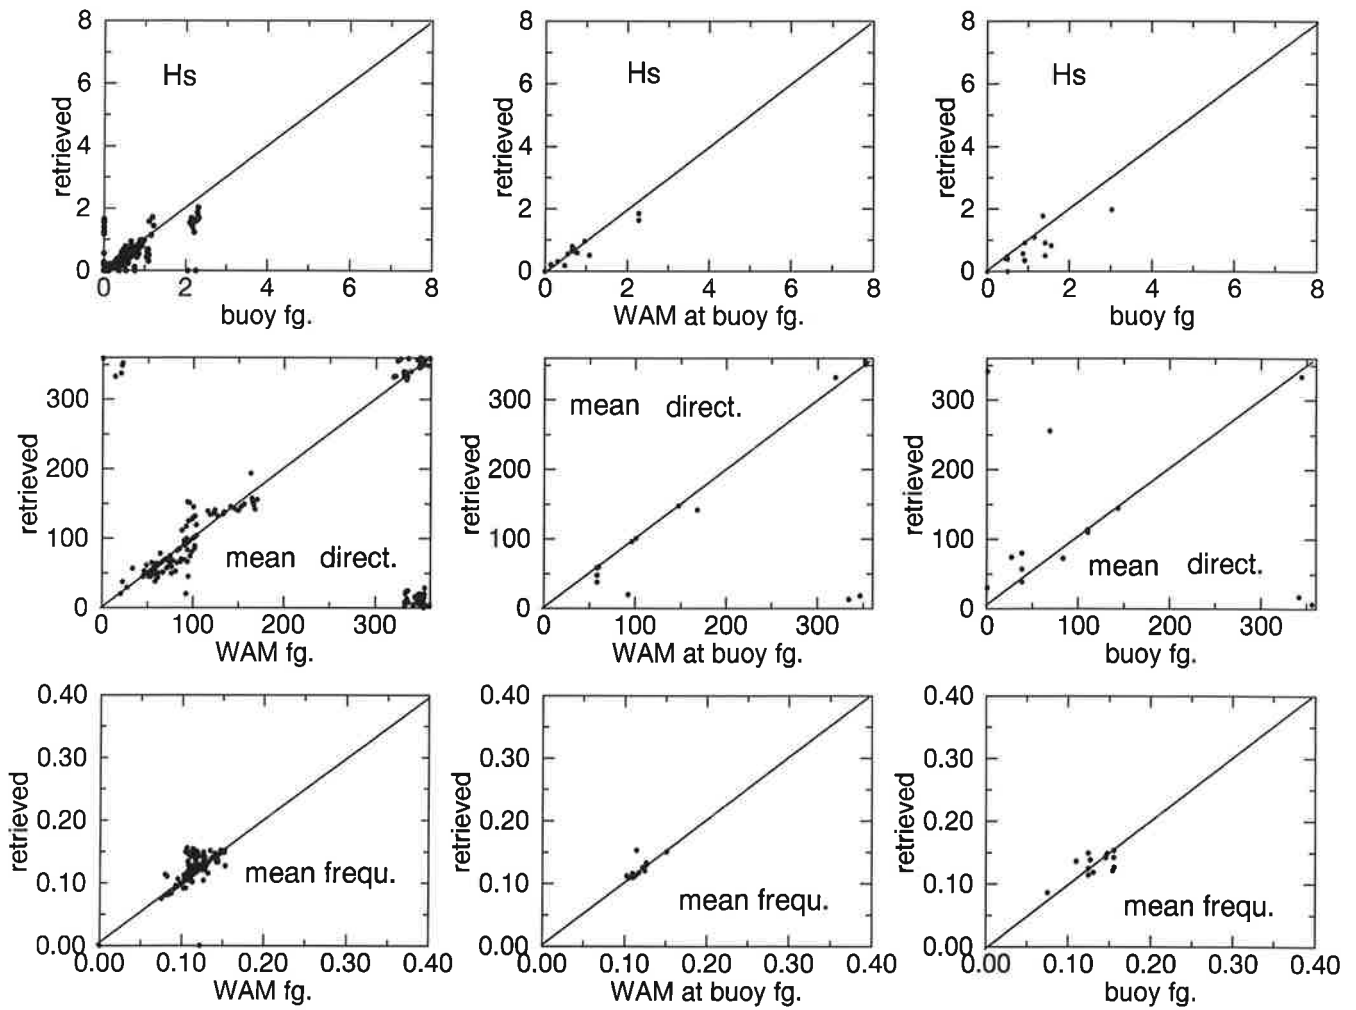 8
6
4
2
0
retrieved
Hs
0 2 4 6 8
buoy fg.
8
6
4
2
0
retrieved
Hs
0 2 4 6 8
WAM at buoy fg.
8
6
4
2
0
retrieved
Hs
0 2 4 6 8
buoy fg
300
200
100
0
retrieved
mean direct.
0 100 200 300
WAM fg.
300
200
100
0
retrieved
mean direct.
0 100 200 300
WAM at buoy fg.
300
200
100
0
retrieved
mean direct.
0 100 200 300
buoy fg.
0.40
0.30
0.20
0.10
0.00
retrieved
mean frequ.
0.00 0.10 0.20 0.30 0.40
WAM fg.
0.40
0.30
0.20
0.10
0.00
retrieved
mean frequ.
0.00 0.10 0.20 0.30 0.40
WAM at buoy fg.
0.40
0.30
0.20
0.10
0.00
retrieved
mean frequ.
0.00 0.10 0.20 0.30 0.40
buoy fg.